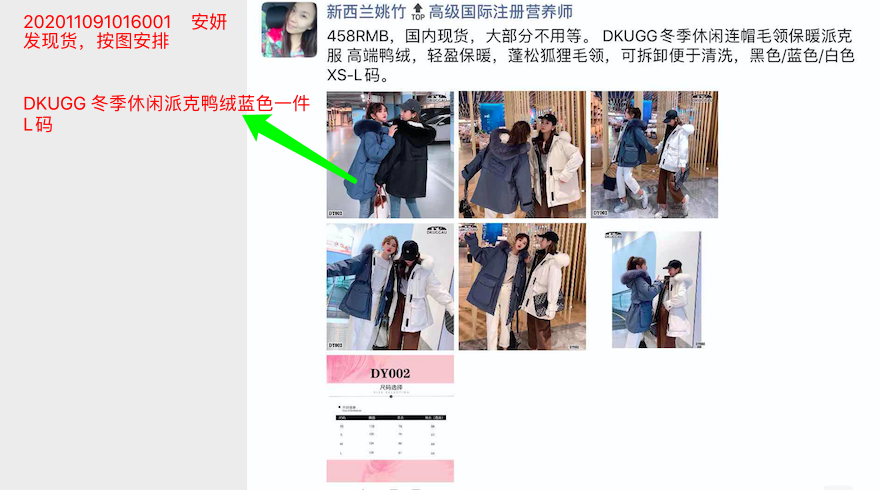 202011091016001 安妍
发现货，按图安排
DKUGG 冬季休闲派克鸭绒蓝色一件
L 码
新西兰姚竹 TOP 高级国际注册营养师
458RMB，国内现货，大部分不用等。 DKUGG冬季休闲连帽毛领保暖派克
服 高端鸭绒，轻盈保暖，蓬松狐狸毛领，可拆卸便于清洗，黑色/蓝色/白色
XS-L 码。
DY002
DY002
DY002
DY002
尺码选择